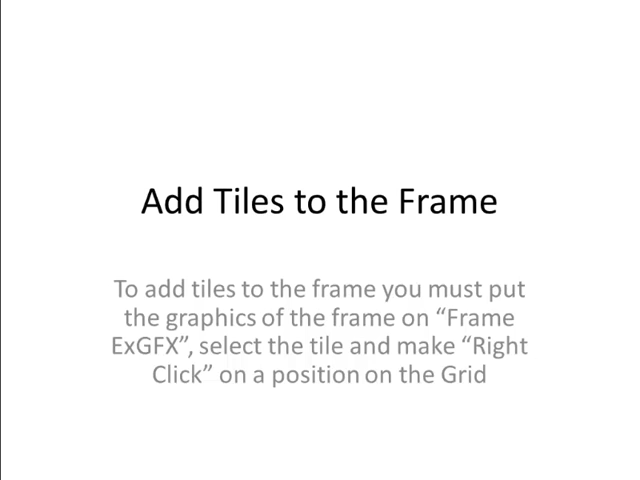 Add Tiles to the Frame
To add tiles to the frame you must put
the graphics of the frame on “Frame
ExGFX”, select the tile and make “Right
Click” on a position on the Grid